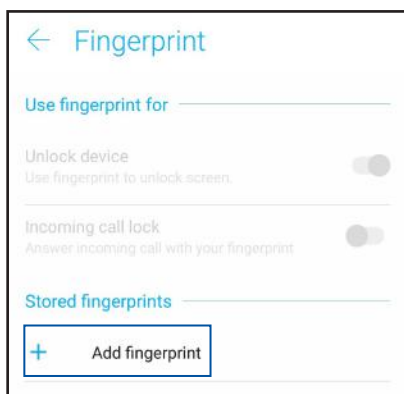 Fingerprint
Use fingerprint for
Unlock device
Use fingerprint to unlock screen.
Incoming call lock
Answer incoming call with your fingerprint
Stored fingerprints
Add fingerprint